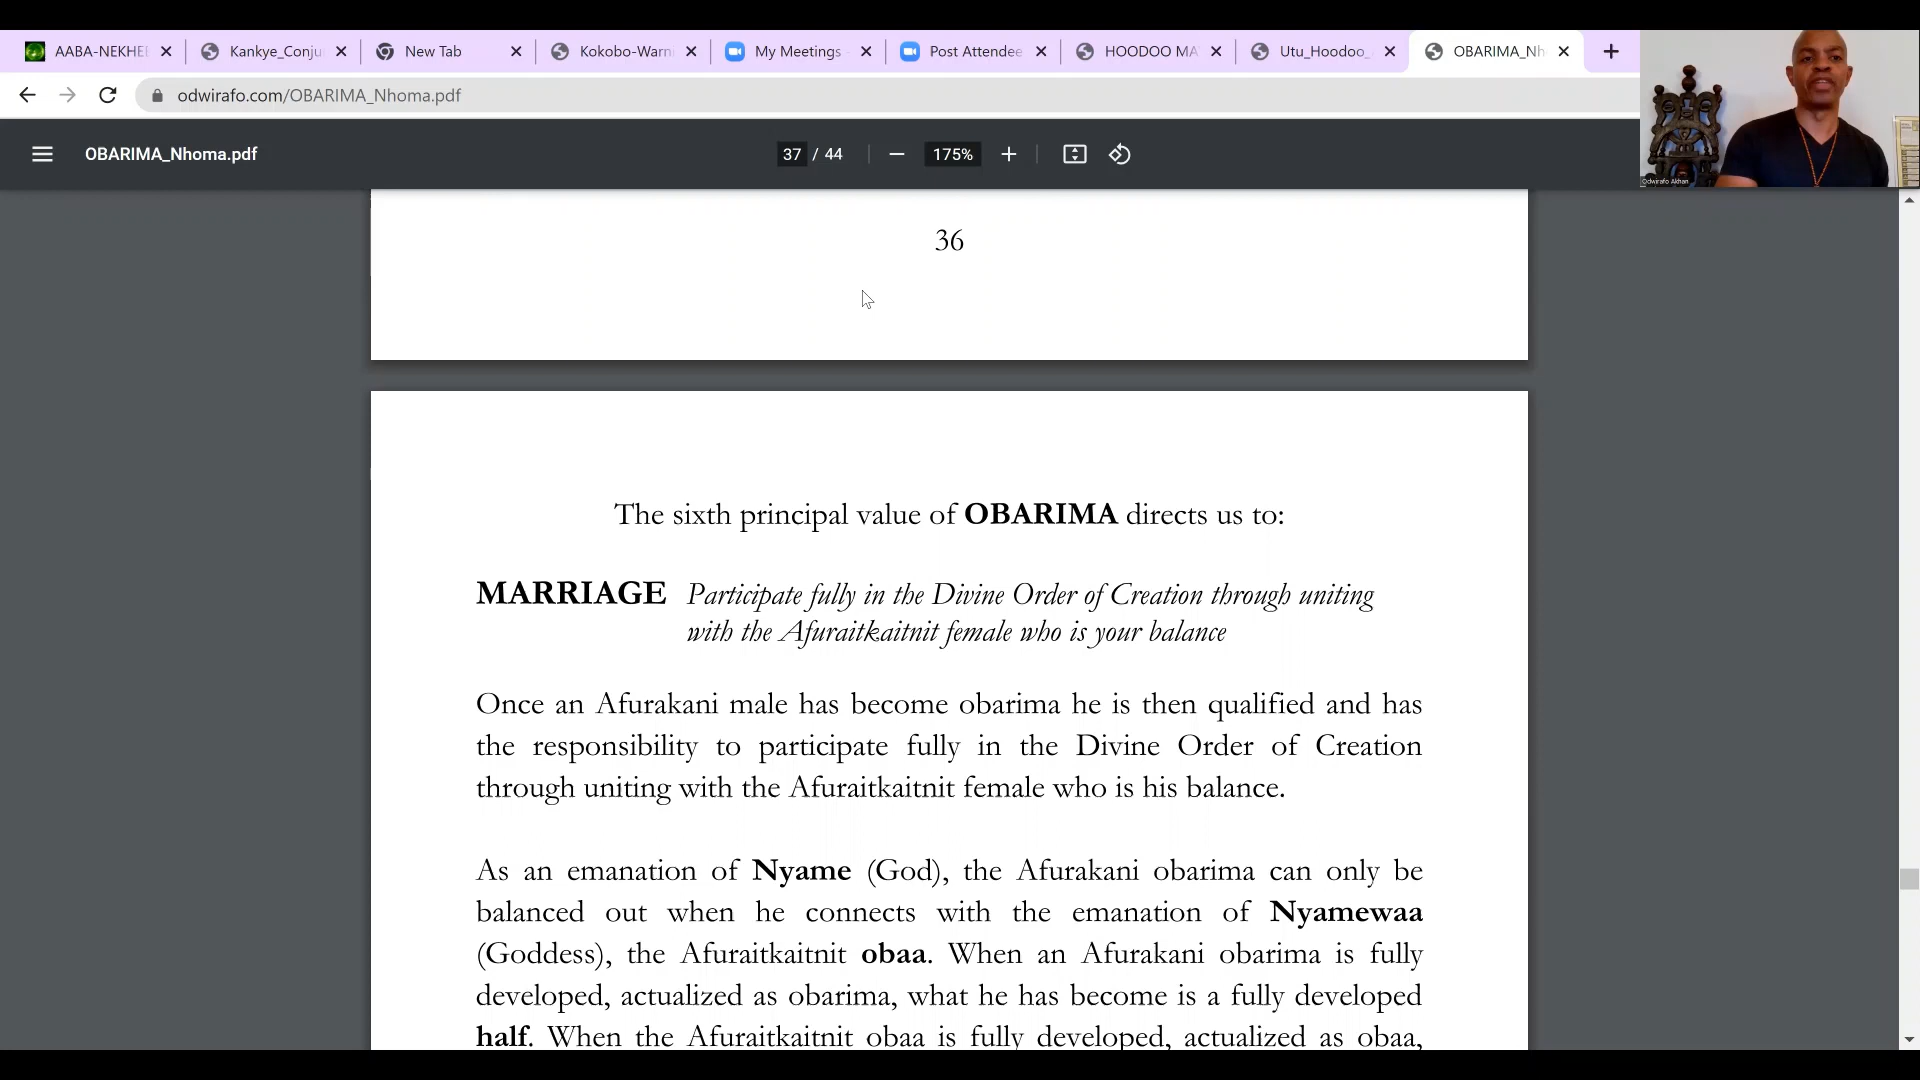 AABA-NEKHEB
Kankye_Conju
New Tab
Kokobo-Warn
My Meetings -
Post Attendee
HOODOO MA
Utu_Hoodoo_
OBARIMA_Nh
odwirafo.com/OBARIMA_Nhoma.pdf
OBARIMA_Nhoma.pdf
37 / 44
175%
Odwirafo Akhan
36
The sixth principal value of OBARIMA directs us to:
MARRIAGE Participate fully in the Divine Order of Creation through uniting
with the Afuraitkaitnit female who is your balance
Once an Afurakani male has become obarima he is then qualified and has
the responsibility to participate fully in the Divine Order of Creation
through uniting with the Afuraitkaitnit female who is his balance.
As an emanation of Nyame (God), the Afurakani obarima can only be
balanced out when he connects with the emanation of Nyamewaa
(Goddess), the Afuraitkaitnit obaa. When an Afurakani obarima is fully
developed, actualized as obarima, what he has become is a fully developed
half. When the Afuraitkaitnit obaa is fully developed, actualized as obaa,